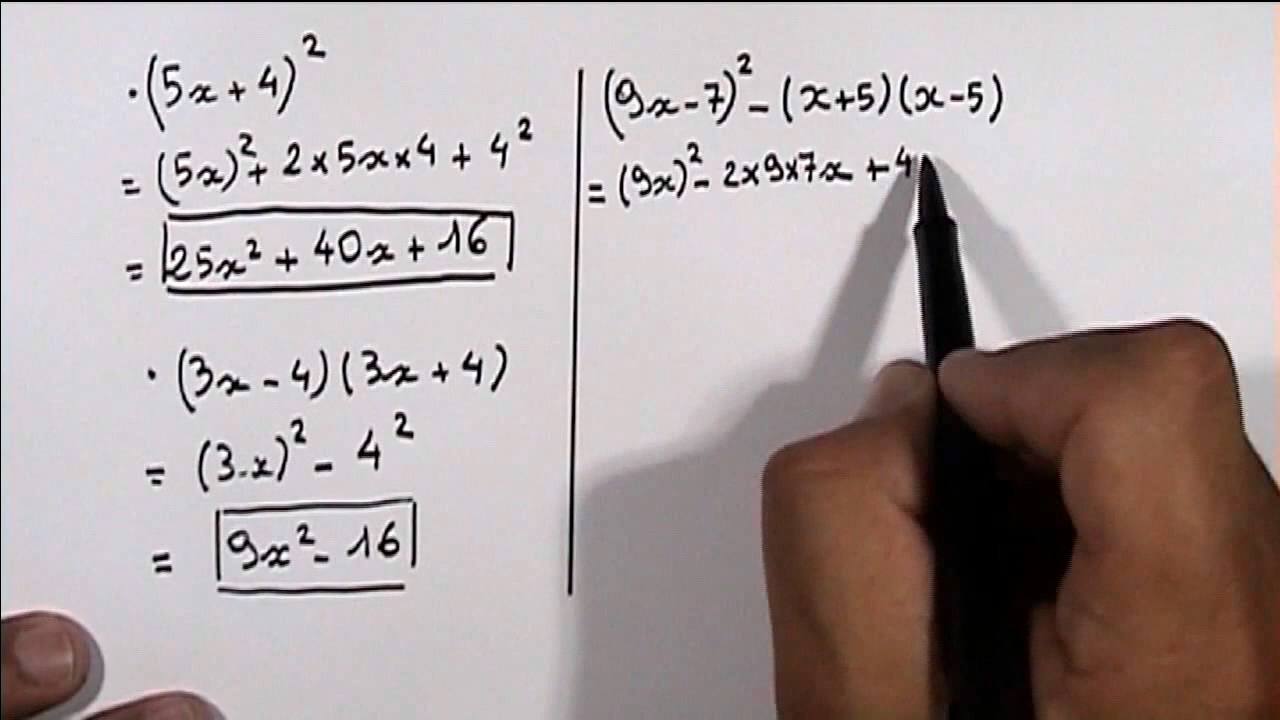 . (5x + 4)²
= (5x)² + 2 × 5x × 4 + 4²
= 25x² + 40x + 16
. (3x - 4) (3x + 4)
= (3x)² - 4²
= 9x² - 16
(9x - 7)² - (x + 5) (x - 5)
= (9x)² - 2 × 9 × 7x + 4